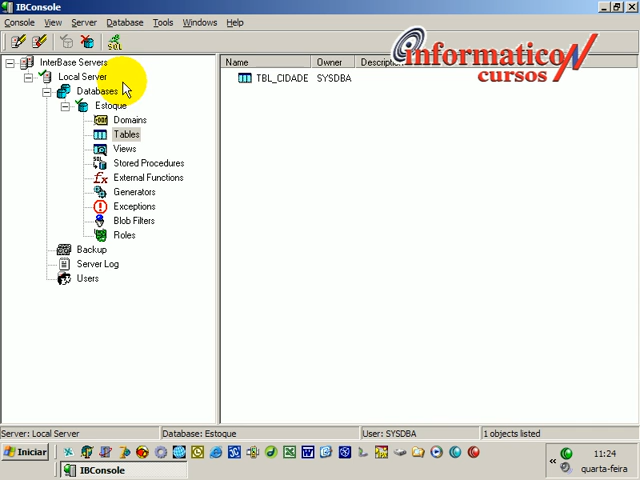 IBConsole
Console View Server Database Tools Windows Help
SQL
InterBase Servers
Local Server
Databases
Estoque
Domains
Tables
Views
Stored Procedures
External Functions
Generators
Exceptions
Blob Filters
Roles
Backup
Server Log
Users
Name Owner Description
TBL_CIDADE SYSDBA
informaticon
cursos
Server: Local Server Database: Estoque User: SYSDBA 1 objects listed
Iniciar
IBConsole
11:24
quarta-feira